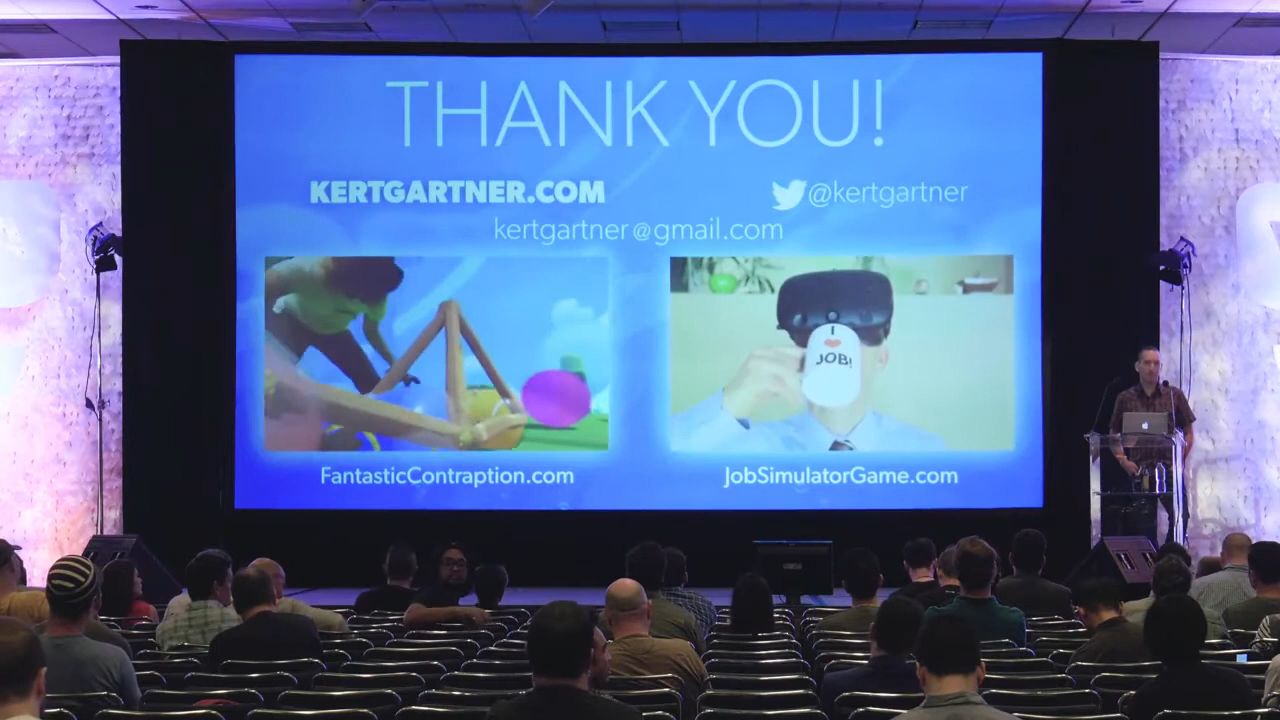 THANK YOU!
KERTGARTNER.COM
@kertgartner
kertgartner@gmail.com
I
JOB!
FantasticContraption.com
JobSimulatorGame.com